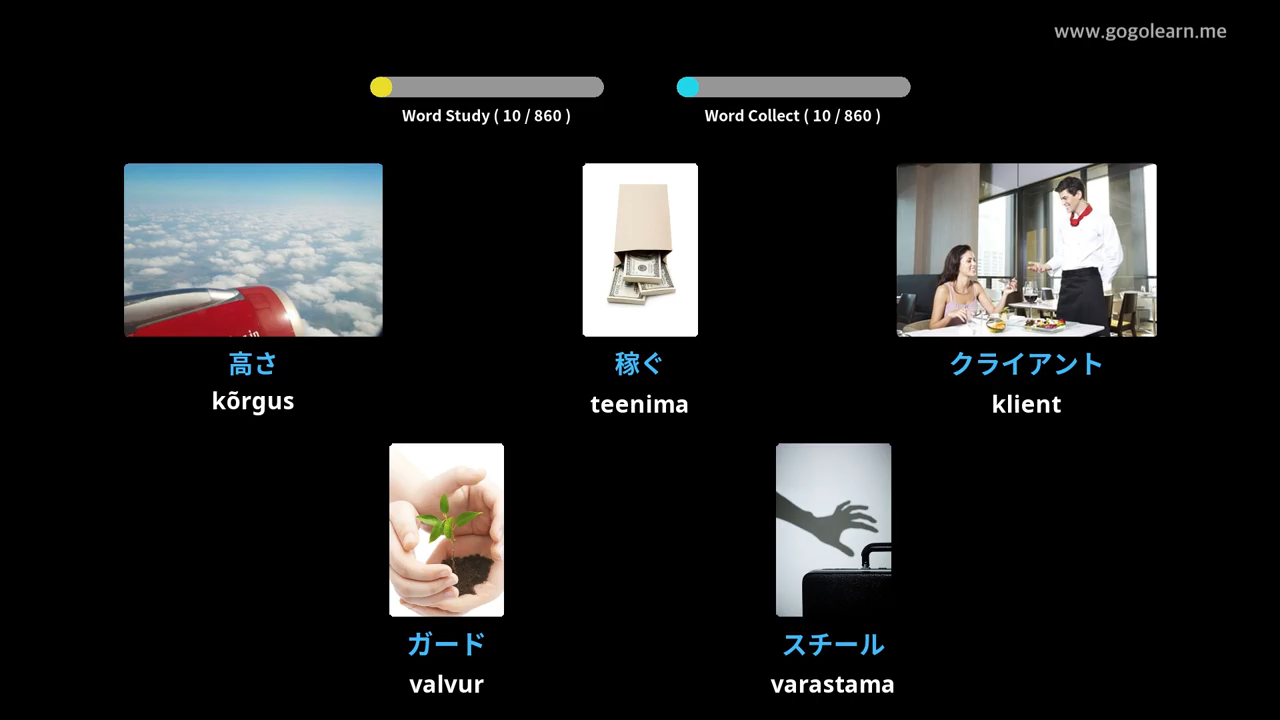 www.gogolearn.me
Word Study ( 10 / 860 )
Word Collect ( 10 / 860 )
高さ
kõrgus
稼ぐ
teenima
クライアント
klient
ガード
valvur
スチール
varastama